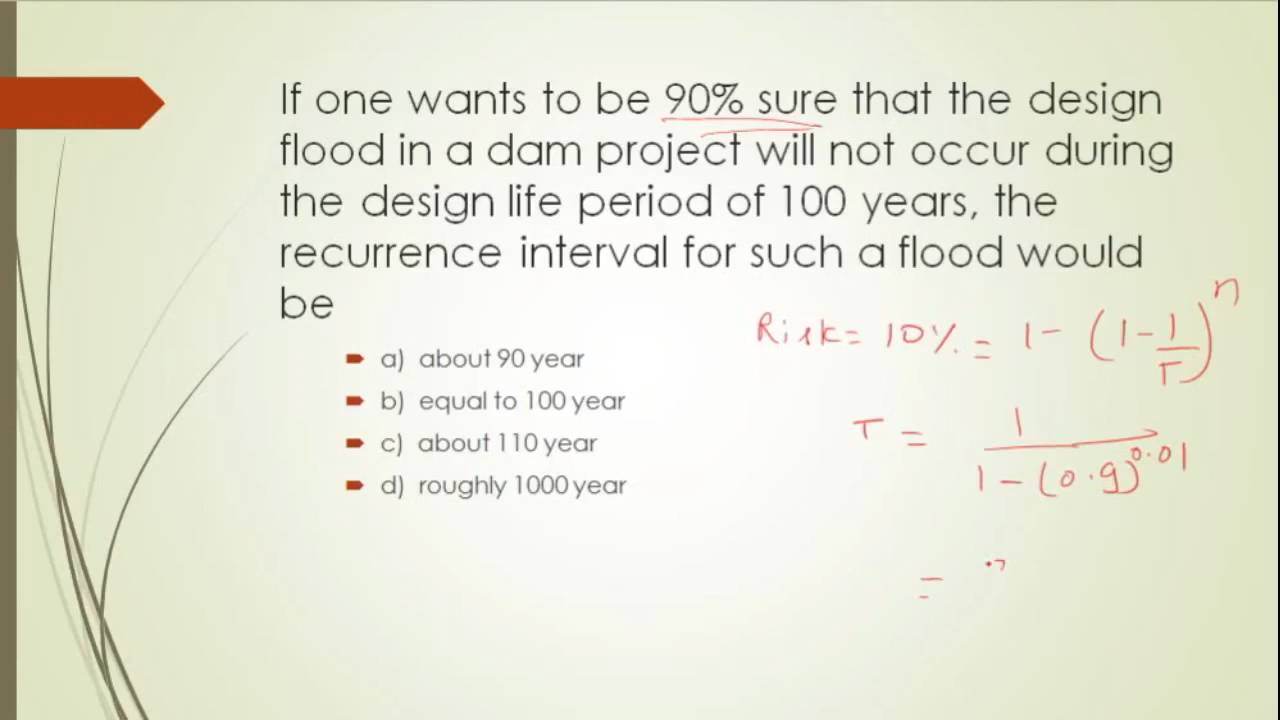 If one wants to be 90% sure that the design
flood in a dam project will not occur during
the design life period of 100 years, the
recurrence interval for such a flood would
be
a) about 90 year
b) equal to 100 year
c) about 110 year
d) roughly 1000 year
Risk = 10% = 1 - (1 - 1/T)^n
T = 1/(1 - (0.9)^0.01)
=